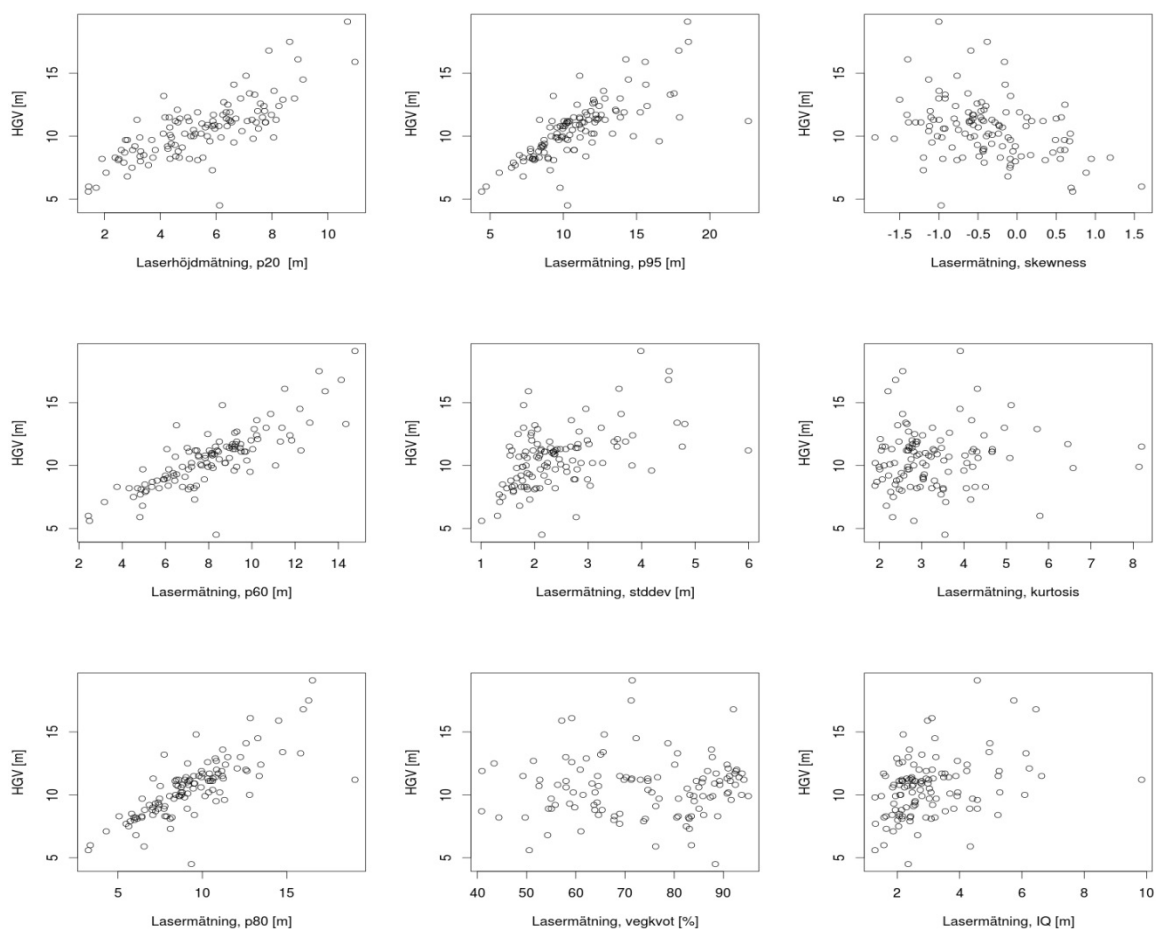 HGV [m]
15
10
5
2 4 6 8 10
Laserhöjdmätning, p20 [m]
HGV [m]
15
10
5
5 10 15 20
Lasermätning, p95 [m]
HGV [m]
15
10
5
-1.5 -1.0 -0.5 0.0 0.5 1.0 1.5
Lasermätning, skewness
HGV [m]
15
10
5
2 4 6 8 10 12 14
Lasermätning, p60 [m]
HGV [m]
15
10
5
1 2 3 4 5 6
Lasermätning, stddev [m]
HGV [m]
15
10
5
2 3 4 5 6 7 8
Lasermätning, kurtosis
HGV [m]
15
10
5
5 10 15
Lasermätning, p80 [m]
HGV [m]
15
10
5
40 50 60 70 80 90
Lasermätning, vegkvot [%]
HGV [m]
15
10
5
2 4 6 8 10
Lasermätning, IQ [m]